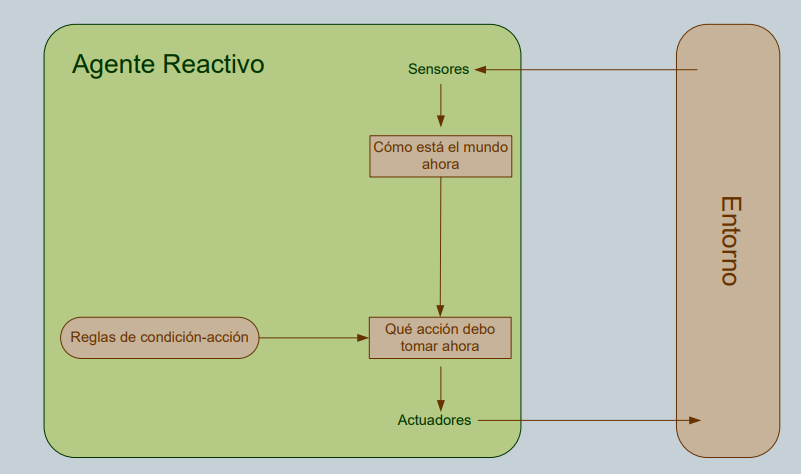 Agente Reactivo
Sensores
Cómo está el mundo
ahora
Entorno
Reglas de condición-acción
Qué acción debo
tomar ahora
Actuadores